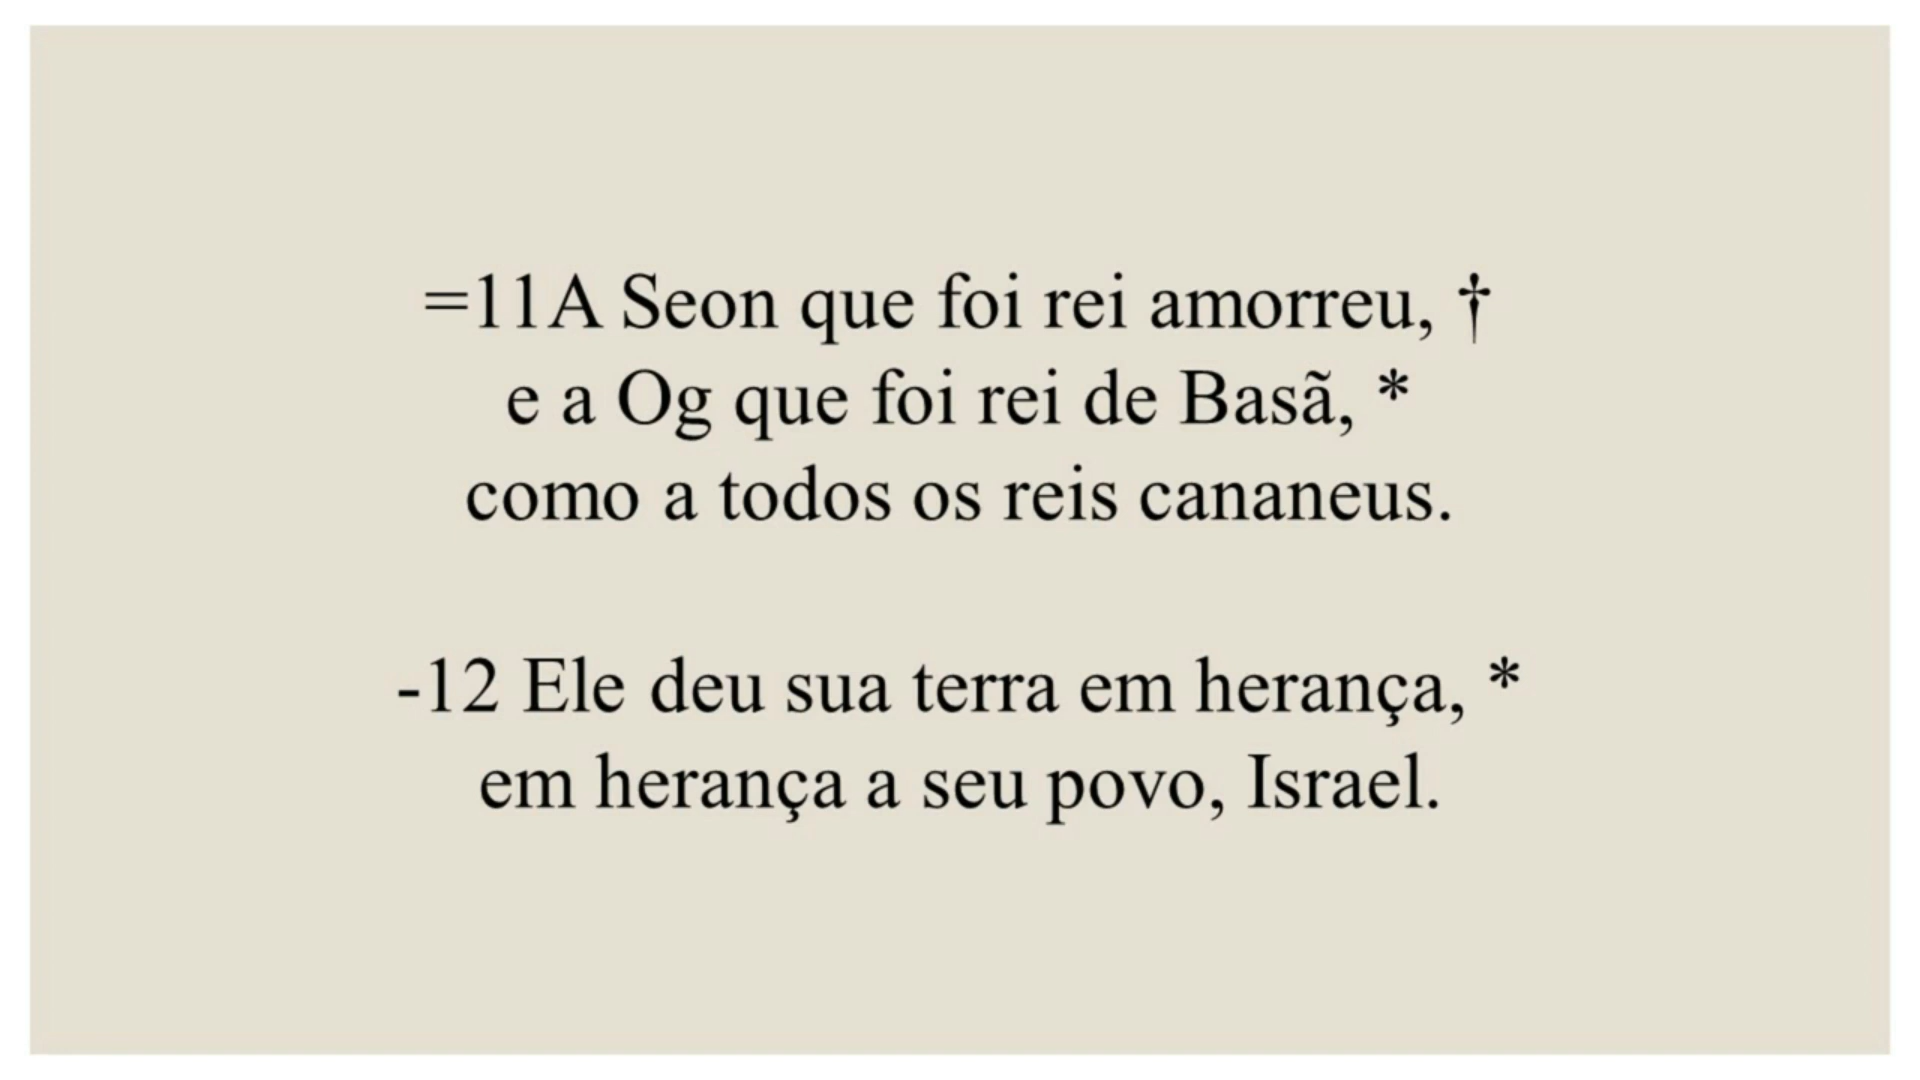 =11A Seon que foi rei amorreu, †
e a Og que foi rei de Basã, *
como a todos os reis cananeus.
-12 Ele deu sua terra em herança, *
em herança a seu povo, Israel.